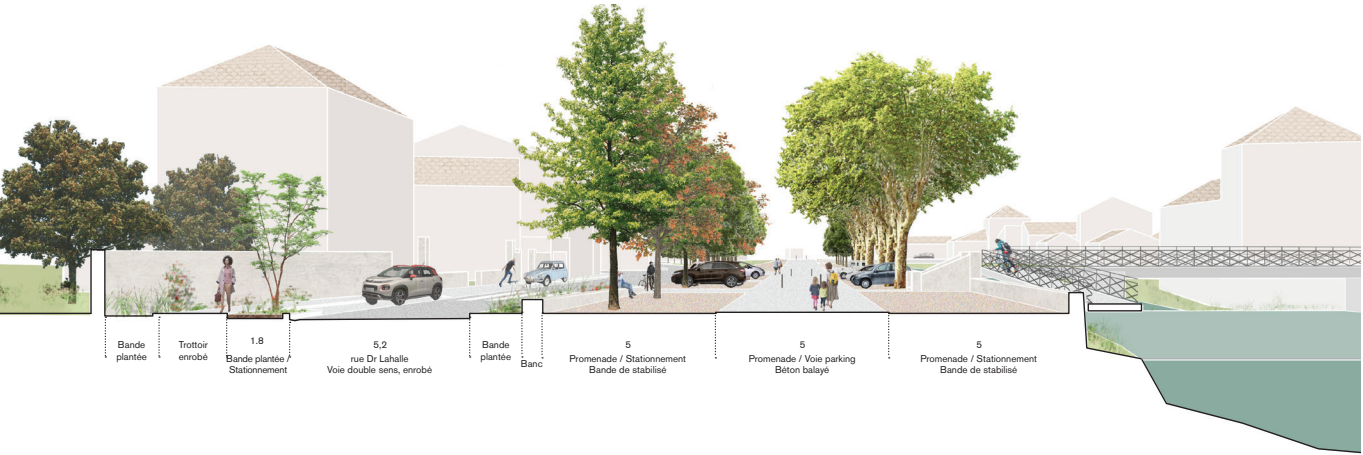 Bande
plantée
Trottoir
enrobé
1.8
Bande plantée /
Stationnement
5,2
rue Dr Lahalle
Voie double sens, enrobé
Bande
plantée
Banc
5
Promenade / Stationnement
Bande de stabilisé
5
Promenade / Voie parking
Béton balayé
5
Promenade / Stationnement
Bande de stabilisé